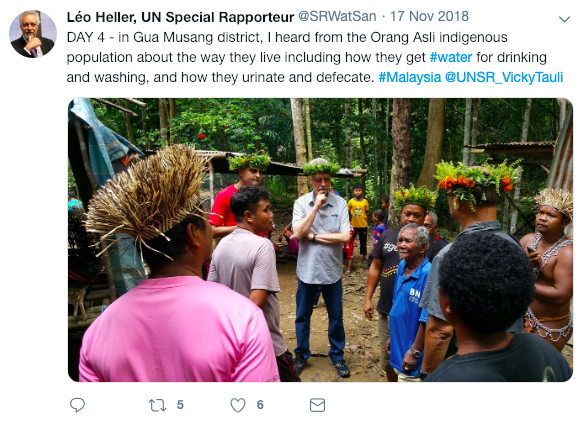 Léo Heller, UN Special Rapporteur @SRWatSan · 17 Nov 2018
DAY 4 - in Gua Musang district, I heard from the Orang Asli indigenous
population about the way they live including how they get #water for drinking
and washing, and how they urinate and defecate. #Malaysia @UNSR_VickyTauli
5
6